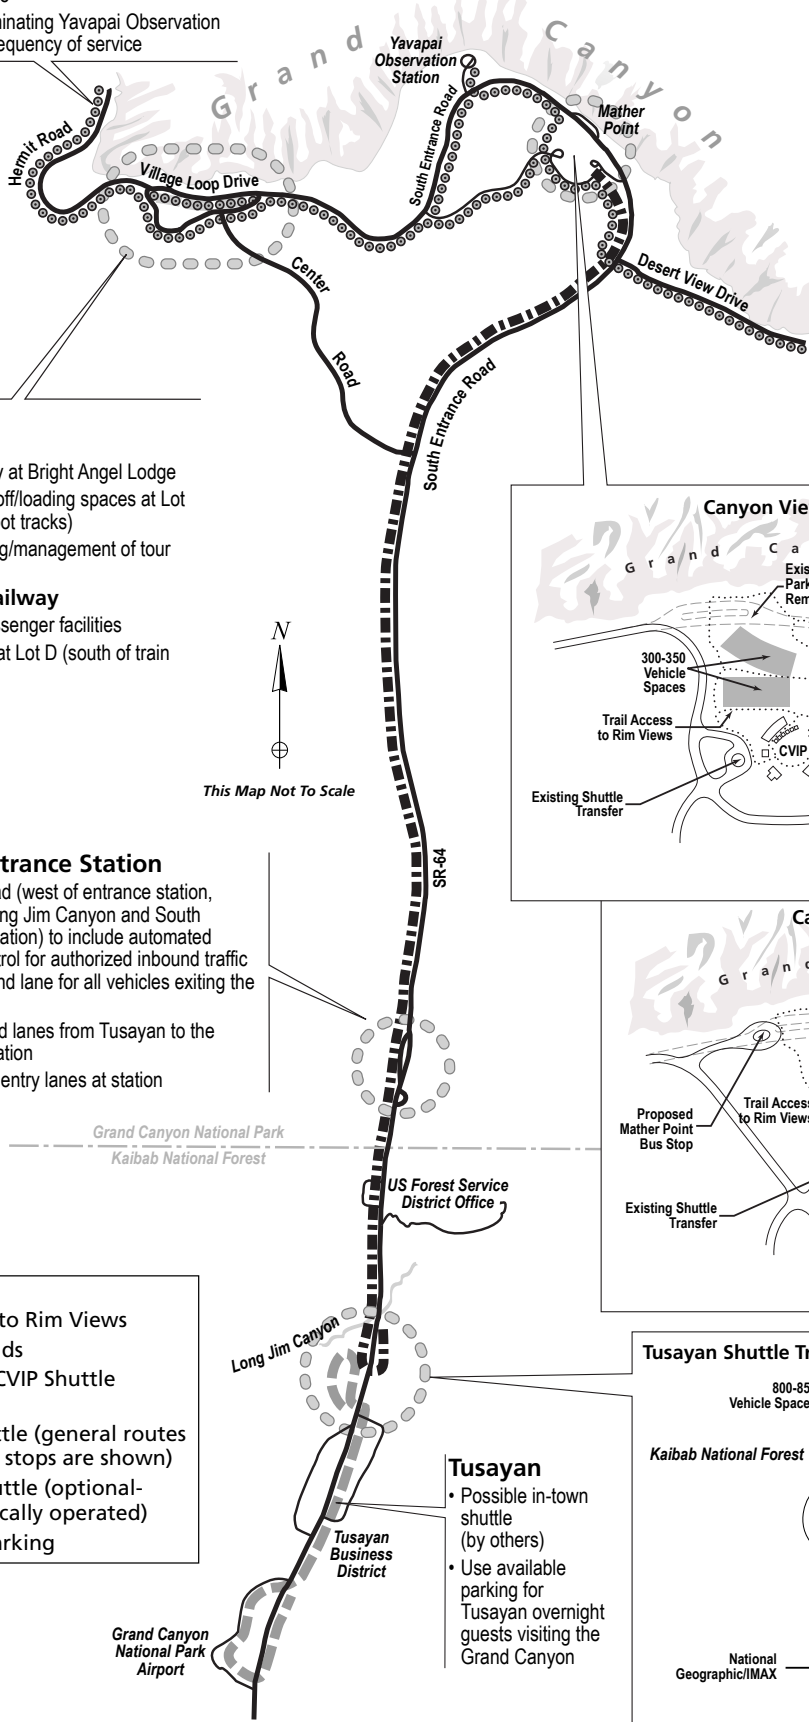 ninating Yavapai Observation
equency of service
Grand Canyon
Yavapai
Observation
Station
Mather
Point
Hermit Road
Village Loop Drive
South Entrance Road
Center
Road
Desert View Drive
South Entrance Road
y at Bright Angel Lodge
off/loading spaces at Lot
ot tracks)
g/management of tour
ailway
senger facilities
at Lot D (south of train
N
This Map Not To Scale
Canyon Vie
Grand Ca
Exis
Park
Rem
300-350
Vehicle
Spaces
Trail Access
to Rim Views
CVIP
Existing Shuttle
Transfer
SR-64
trance Station
ad (west of entrance station,
ng Jim Canyon and South
ation) to include automated
trol for authorized inbound traffic
nd lane for all vehicles exiting the
d lanes from Tusayan to the
ation
entry lanes at station
Ca
Grand
Proposed
Mather Point
Bus Stop
Trail Access
to Rim Views
Existing Shuttle
Transfer
Grand Canyon National Park
Kaibab National Forest
US Forest Service
District Office
Long Jim Canyon
to Rim Views
ds
CVIP Shuttle
ttle (general routes
stops are shown)
uttle (optional-
cally operated)
arking
Tusayan Shuttle Tr
800-85
Vehicle Space
Kaibab National Forest
National
Geographic/IMAX
Tusayan
• Possible in-town
shuttle
(by others)
• Use available
parking for
Tusayan overnight
guests visiting the
Grand Canyon
Tusayan
Business
District
Grand Canyon
National Park
Airport